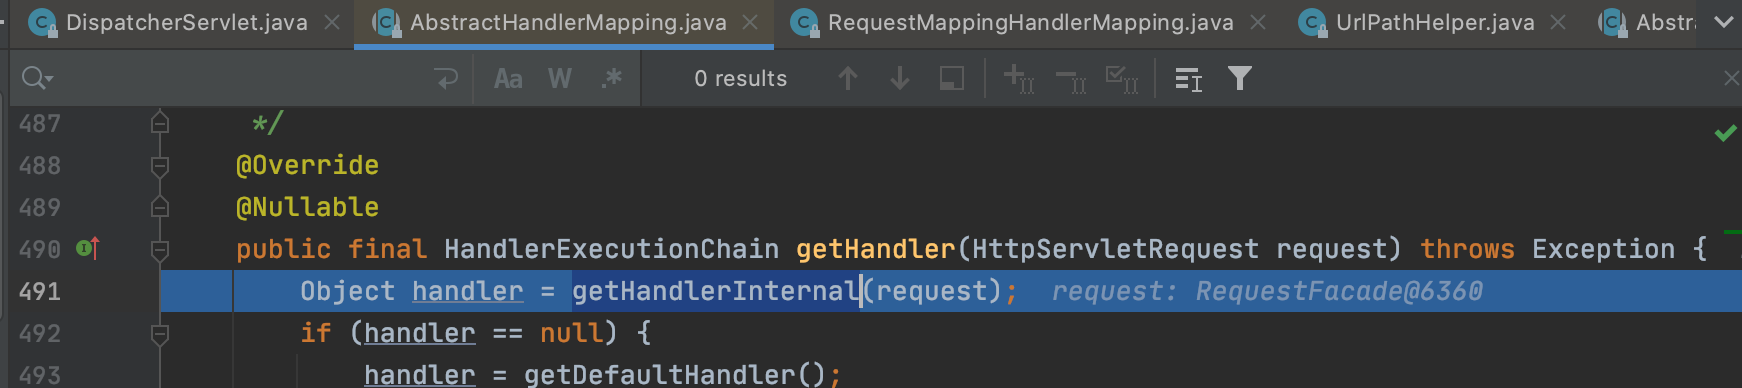 DispatcherServlet.java AbstractHandlerMapping.java RequestMappingHandlerMapping.java UrlPathHelper.java Abstra
Aa W .* 0 results
487 */
488 @Override
489 @Nullable
490 public final HandlerExecutionChain getHandler(HttpServletRequest request) throws Exception {
491 Object handler = getHandlerInternal(request); request: RequestFacade@6360
492 if (handler == null) {
493 handler = getDefaultHandler();